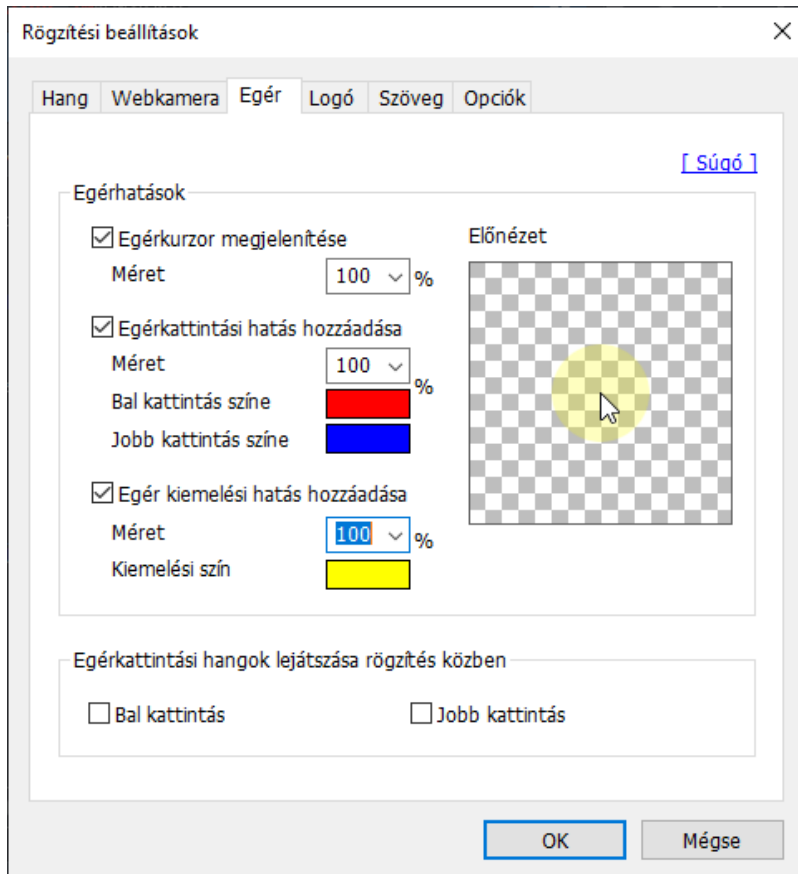 Rögzítési beállítások
Hang Webkamera Egér Logó Szöveg Opciók
[ Súgó ]
Egérhatások
Egérkurzor megjelenítése
Előnézet
Méret 100 %
Egérkattintási hatás hozzáadása
Méret 100 %
Bal kattintás színe
Jobb kattintás színe
Egér kiemelési hatás hozzáadása
Méret 100 %
Kiemelési szín
Egérkattintási hangok lejátszása rögzítés közben
Bal kattintás Jobb kattintás
OK Mégse